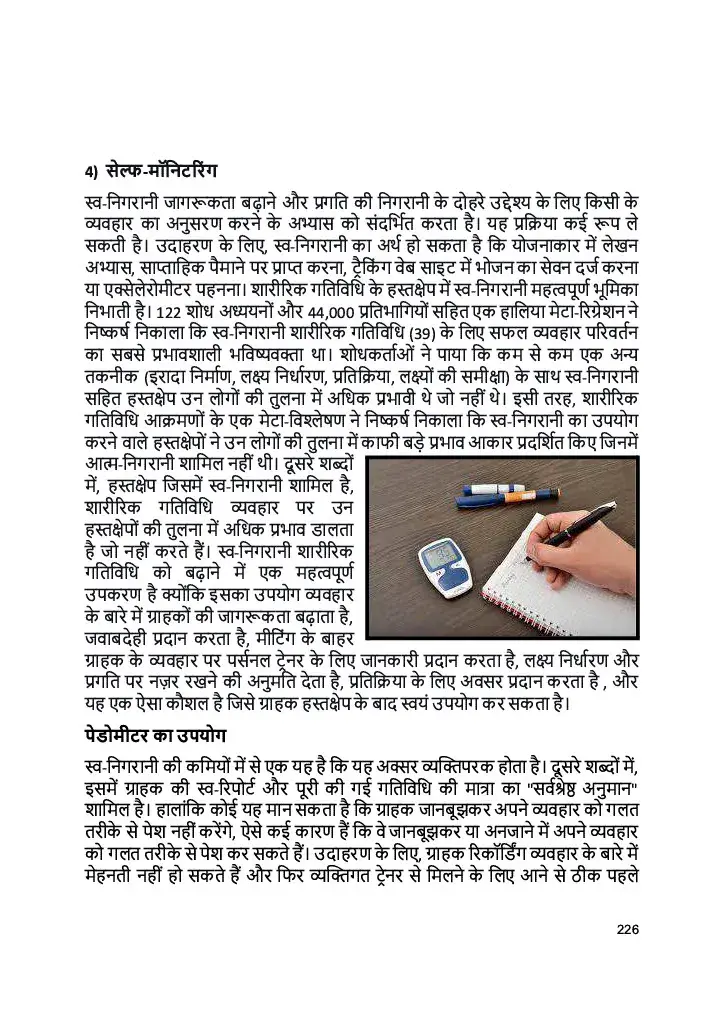 4) सेल्फ-मॉनिटरिंग
स्व-निगरानी जागरूकता बढ़ाने और प्रगति की निगरानी के दोहरे उद्देश्य के लिए किसी के
व्यवहार का अनुसरण करने के अभ्यास को संदर्भित करता है। यह प्रक्रिया कई रूप ले
सकती है। उदाहरण के लिए, स्व-निगरानी का अर्थ हो सकता है कि योजनाकार में लेखन
अभ्यास, साप्ताहिक पैमाने पर प्राप्त करना, ट्रैकिंग वेब साइट में भोजन का सेवन दर्ज करना
या एक्सेलेरोमीटर पहनना। शारीरिक गतिविधि के हस्तक्षेप में स्व-निगरानी महत्वपूर्ण भूमिका
निभाती है। 122 शोध अध्ययनों और 44,000 प्रतिभागियों सहित एक हालिया मेटा-रिग्रेशन ने
निष्कर्ष निकाला कि स्व-निगरानी शारीरिक गतिविधि (39) के लिए सफल व्यवहार परिवर्तन
का सबसे प्रभावशाली भविष्यवक्ता था। शोधकर्ताओं ने पाया कि कम से कम एक अन्य
तकनीक (इरादा निर्माण, लक्ष्य निर्धारण, प्रतिक्रिया, लक्ष्यों की समीक्षा) के साथ स्व-निगरानी
सहित हस्तक्षेप उन लोगों की तुलना में अधिक प्रभावी थे जो नहीं थे। इसी तरह, शारीरिक
गतिविधि आक्रमणों के एक मेटा-विश्लेषण ने निष्कर्ष निकाला कि स्व-निगरानी का उपयोग
करने वाले हस्तक्षेपों ने उन लोगों की तुलना में काफी बड़े प्रभाव आकार प्रदर्शित किए जिनमें
आत्म-निगरानी शामिल नहीं थी। दूसरे शब्दों
में, हस्तक्षेप जिसमें स्व-निगरानी शामिल है,
शारीरिक गतिविधि व्यवहार पर उन
हस्तक्षेपों की तुलना में अधिक प्रभाव डालता
है जो नहीं करते हैं। स्व-निगरानी शारीरिक
गतिविधि को बढ़ाने में एक महत्वपूर्ण
उपकरण है क्योंकि इसका उपयोग व्यवहार
के बारे में ग्राहकों की जागरूकता बढ़ाता है,
जवाबदेही प्रदान करता है, मीटिंग के बाहर
ग्राहक के व्यवहार पर पर्सनल ट्रेनर के लिए जानकारी प्रदान करता है, लक्ष्य निर्धारण और
प्रगति पर नज़र रखने की अनुमति देता है, प्रतिक्रिया के लिए अवसर प्रदान करता है , और
यह एक ऐसा कौशल है जिसे ग्राहक हस्तक्षेप के बाद स्वयं उपयोग कर सकता है।
पेडोमीटर का उपयोग
स्व-निगरानी की कमियों में से एक यह है कि यह अक्सर व्यक्तिपरक होता है। दूसरे शब्दों में,
इसमें ग्राहक की स्व-रिपोर्ट और पूरी की गई गतिविधि की मात्रा का "सर्वश्रेष्ठ अनुमान"
शामिल है। हालांकि कोई यह मान सकता है कि ग्राहक जानबूझकर अपने व्यवहार को गलत
तरीके से पेश नहीं करेंगे, ऐसे कई कारण हैं कि वे जानबूझकर या अनजाने में अपने व्यवहार
को गलत तरीके से पेश कर सकते हैं। उदाहरण के लिए, ग्राहक रिकॉर्डिंग व्यवहार के बारे में
मेहनती नहीं हो सकते हैं और फिर व्यक्तिगत ट्रेनर से मिलने के लिए आने से ठीक पहले
226